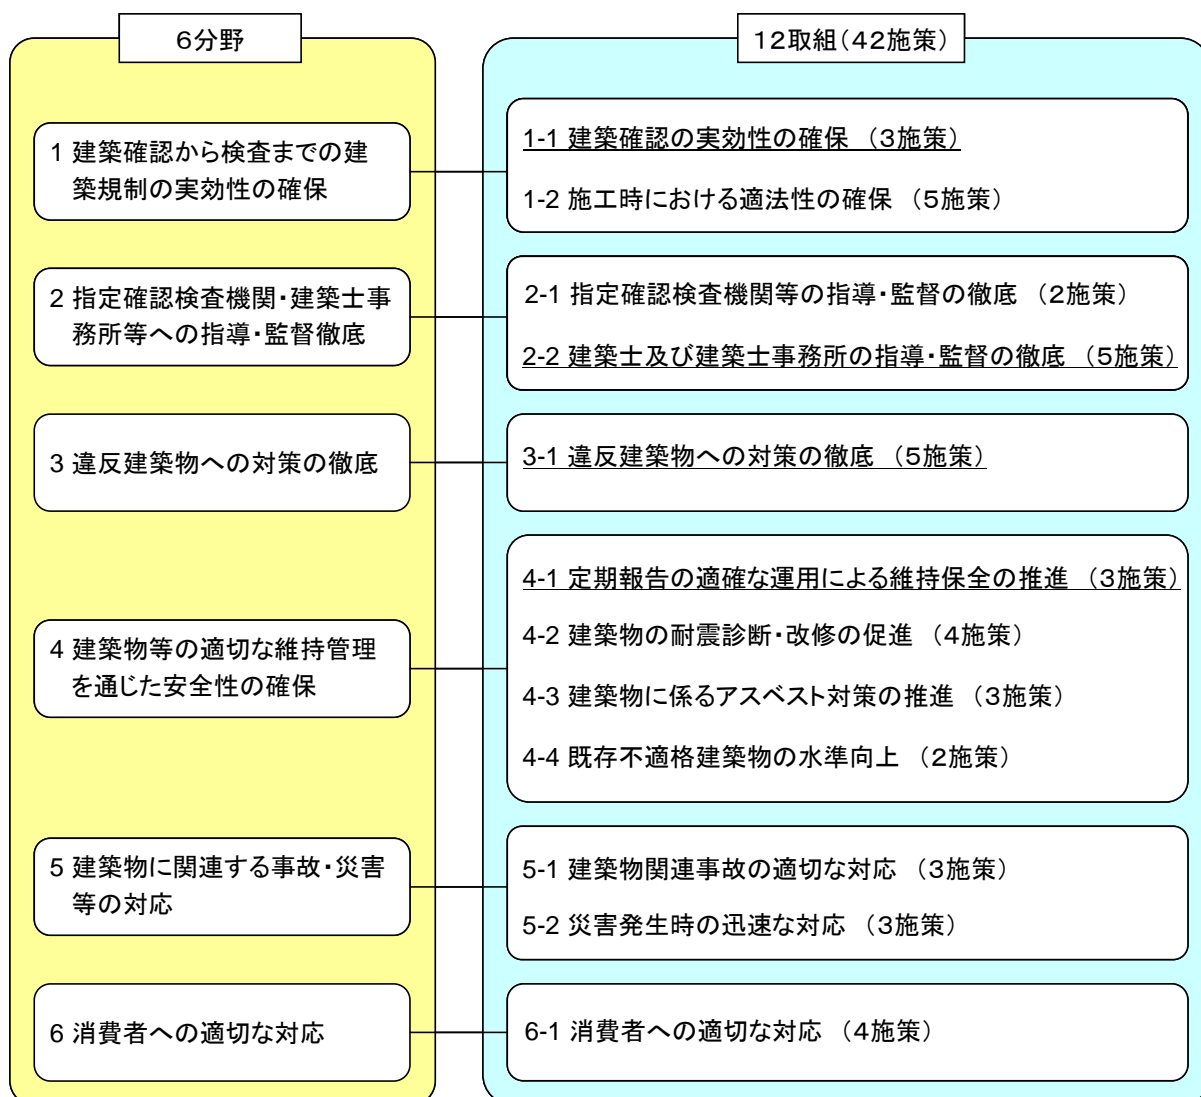 6分野
12取組(42施策)
1 建築確認から検査までの建
築規制の実効性の確保
1-1 建築確認の実効性の確保 (3施策)
1-2 施工時における適法性の確保 (5施策)
2 指定確認検査機関・建築士事
務所等への指導・監督徹底
2-1 指定確認検査機関等の指導・監督の徹底 (2施策)
2-2 建築士及び建築士事務所の指導・監督の徹底 (5施策)
3 違反建築物への対策の徹底
3-1 違反建築物への対策の徹底 (5施策)
4 建築物等の適切な維持管理
を通じた安全性の確保
4-1 定期報告の適確な運用による維持保全の推進 (3施策)
4-2 建築物の耐震診断・改修の促進 (4施策)
4-3 建築物に係るアスベスト対策の推進 (3施策)
4-4 既存不適格建築物の水準向上 (2施策)
5 建築物に関連する事故・災害
等の対応
5-1 建築物関連事故の適切な対応 (3施策)
5-2 災害発生時の迅速な対応 (3施策)
6 消費者への適切な対応
6-1 消費者への適切な対応 (4施策)